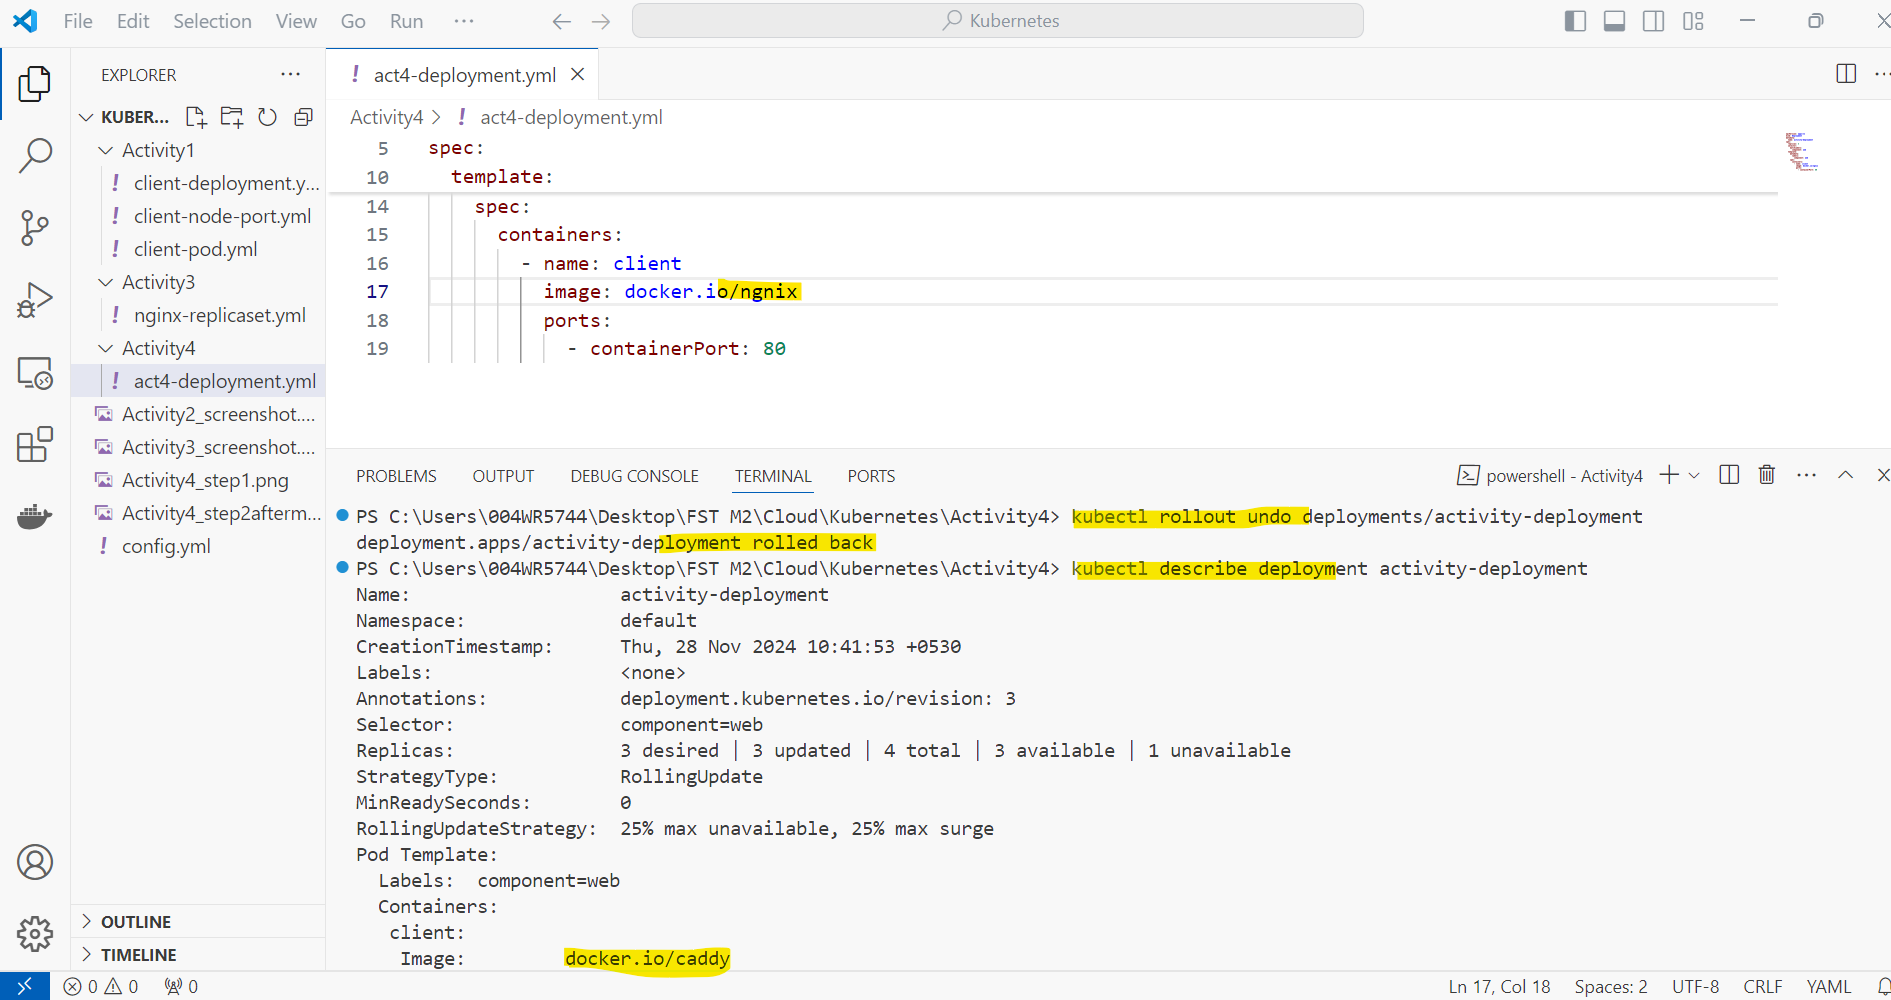 File Edit Selection View Go Run ···
Kubernetes
EXPLORER
KUBER...
Activity1
client-deployment.y...
client-node-port.yml
client-pod.yml
Activity3
nginx-replicaset.yml
Activity4
act4-deployment.yml
Activity2_screenshot....
Activity3_screenshot....
Activity4_step1.png
Activity4_step2afterm...
config.yml
OUTLINE
TIMELINE
act4-deployment.yml
Activity4 > ! act4-deployment.yml
5 spec:
10 template:
14 spec:
15 containers:
16 - name: client
17 image: docker.io/ngnix
18 ports:
19 - containerPort: 80
PROBLEMS OUTPUT DEBUG CONSOLE TERMINAL PORTS
powershell - Activity4
PS C:\Users\004WR5744\Desktop\FST M2\Cloud\Kubernetes\Activity4> kubectl rollout undo deployments/activity-deployment
deployment.apps/activity-deployment rolled back
PS C:\Users\004WR5744\Desktop\FST M2\Cloud\Kubernetes\Activity4> kubectl describe deployment activity-deployment
Name: activity-deployment
Namespace: default
CreationTimestamp: Thu, 28 Nov 2024 10:41:53 +0530
Labels: <none>
Annotations: deployment.kubernetes.io/revision: 3
Selector: component=web
Replicas: 3 desired | 3 updated | 4 total | 3 available | 1 unavailable
StrategyType: RollingUpdate
MinReadySeconds: 0
RollingUpdateStrategy: 25% max unavailable, 25% max surge
Pod Template:
Labels: component=web
Containers:
client:
Image: docker.io/caddy
0 0 0
Ln 17, Col 18 Spaces: 2 UTF-8 CRLF YAML